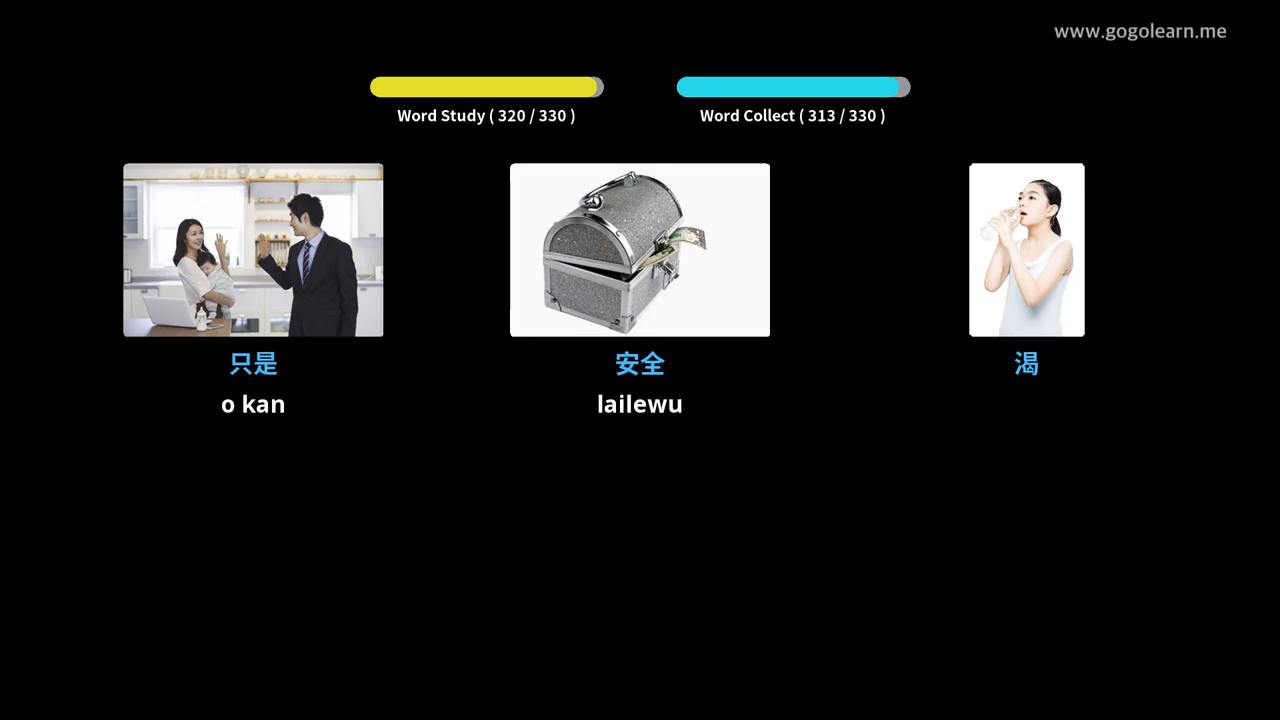 www.gogolearn.me
Word Study ( 320 / 330 )
Word Collect ( 313 / 330 )
只是
安全
渴
o kan
lailewu